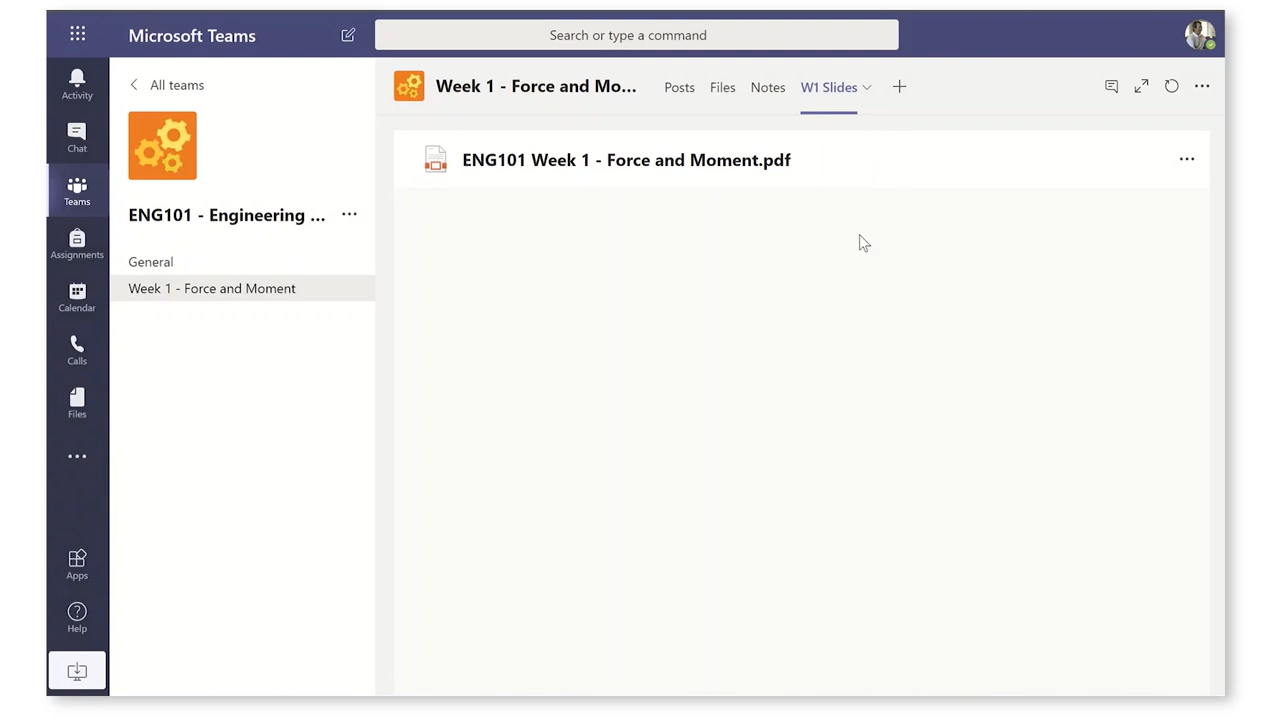 Microsoft Teams
Search or type a command
Activity
Chat
Teams
Assignments
Calendar
Calls
Files
Apps
Help
All teams
ENG101 - Engineering ...
General
Week 1 - Force and Moment
Week 1 - Force and Mo...
Posts
Files
Notes
W1 Slides
ENG101 Week 1 - Force and Moment.pdf